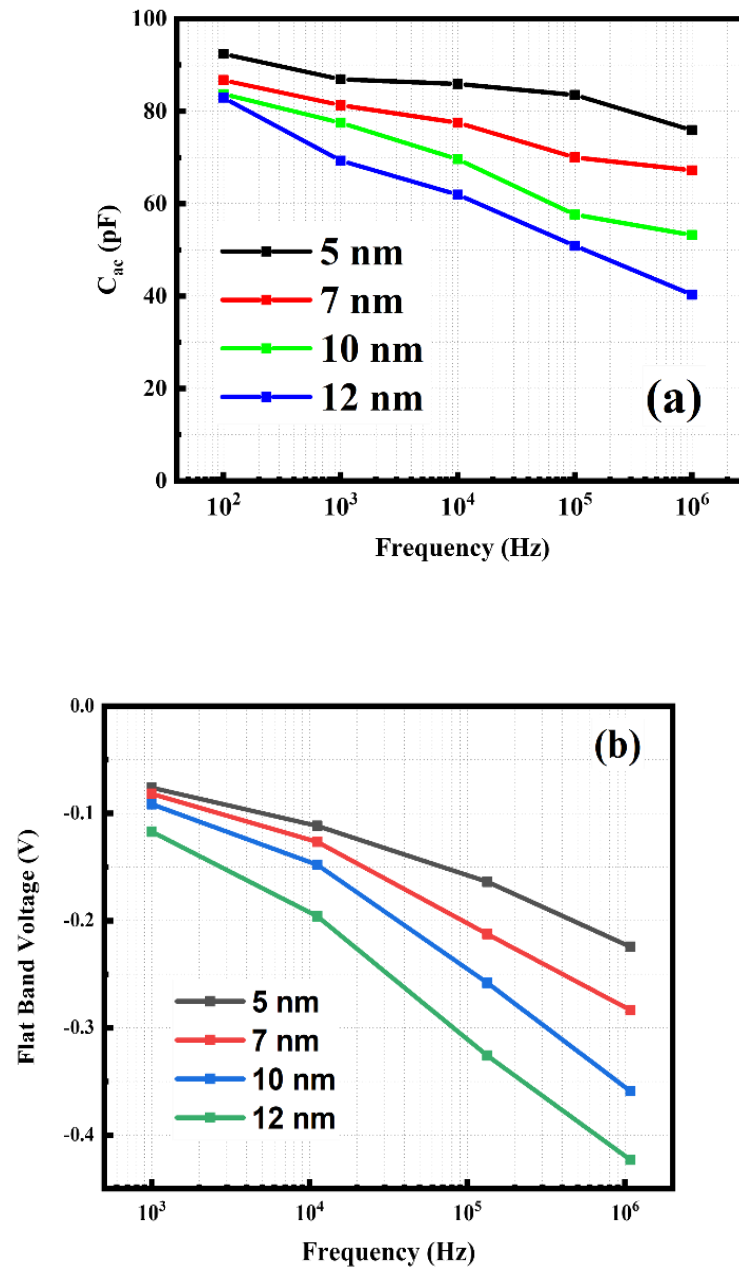 100
80
60
40
20
0
C_ac (pF)
5 nm
7 nm
10 nm
12 nm
(a)
10² 10³ 10⁴ 10⁵ 10⁶
Frequency (Hz)
0.0
-0.1
-0.2
-0.3
-0.4
Flat Band Voltage (V)
(b)
5 nm
7 nm
10 nm
12 nm
10³ 10⁴ 10⁵ 10⁶
Frequency (Hz)